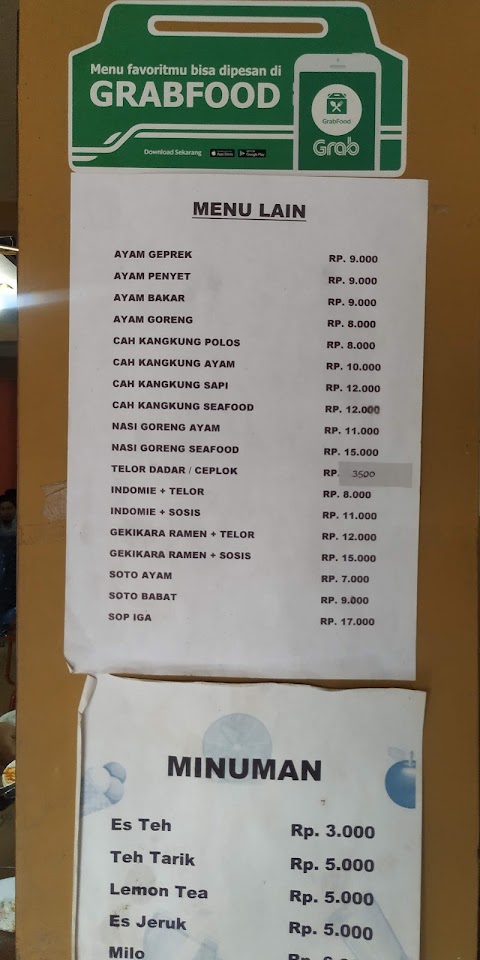 Menu favoritmu bisa dipesan di
GRABFOOD
GrabFood
Grab
Download Sekarang
MENU LAIN
AYAM GEPREK RP. 9.000
AYAM PENYET RP. 9.000
AYAM BAKAR RP. 9.000
AYAM GORENG RP. 8.000
CAH KANGKUNG POLOS RP. 8.000
CAH KANGKUNG AYAM RP. 10.000
CAH KANGKUNG SAPI RP. 12.000
CAH KANGKUNG SEAFOOD RP. 12.000
NASI GORENG AYAM RP. 11.000
NASI GORENG SEAFOOD RP. 15.000
TELOR DADAR / CEPLOK RP. 3500
INDOMIE + TELOR RP. 8.000
INDOMIE + SOSIS RP. 11.000
GEKIKARA RAMEN + TELOR RP. 12.000
GEKIKARA RAMEN + SOSIS RP. 15.000
SOTO AYAM RP. 7.000
SOTO BABAT RP. 9.000
SOP IGA RP. 17.000
MINUMAN
Es Teh Rp. 3.000
Teh Tarik Rp. 5.000
Lemon Tea Rp. 5.000
Es Jeruk Rp. 5.000
Milo